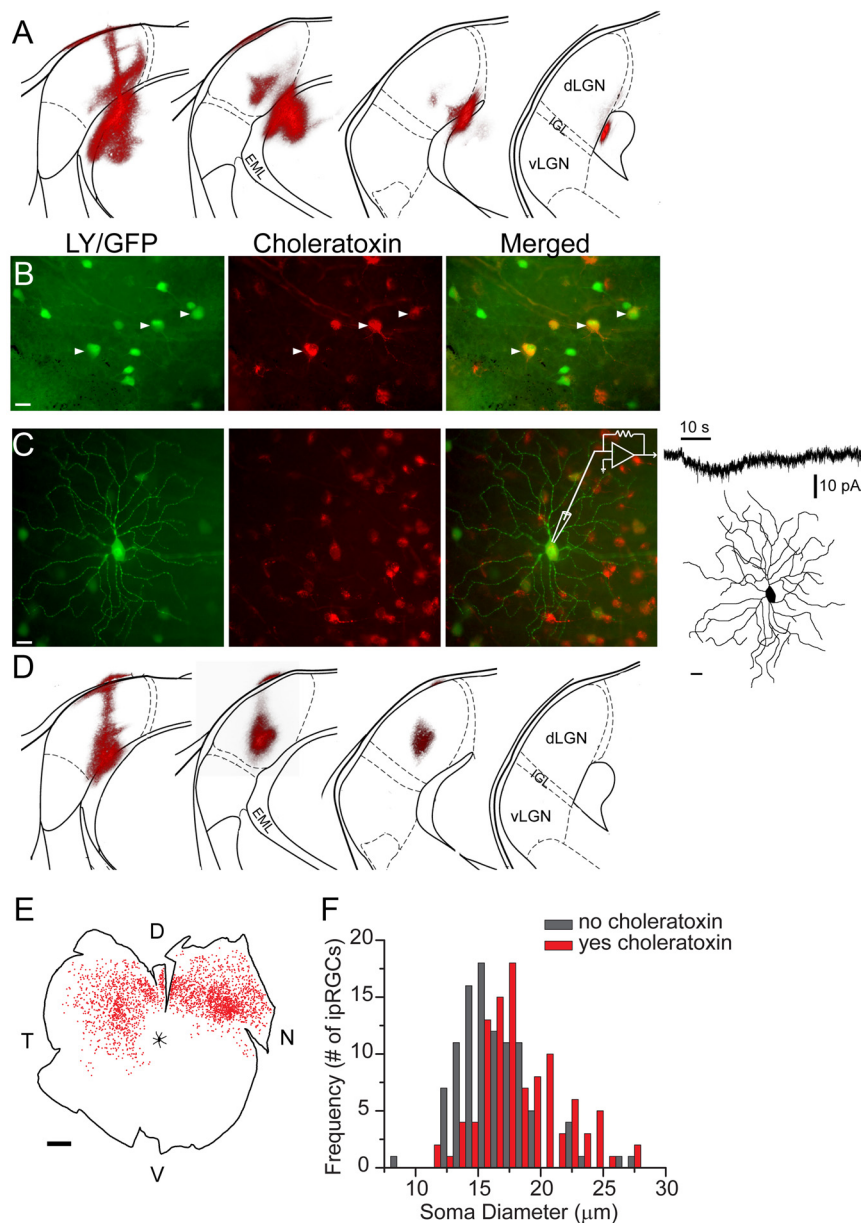 A
dLGN
IGL
vLGN
EML
LY/GFP Choleratoxin Merged
B
C
10 s
10 pA
D
dLGN
IGL
vLGN
EML
E
D
T
N
V
F
no choleratoxin
yes choleratoxin
Frequency (# of ipRGCs)
20
15
10
5
0
10 15 20 25 30
Soma Diameter (μm)